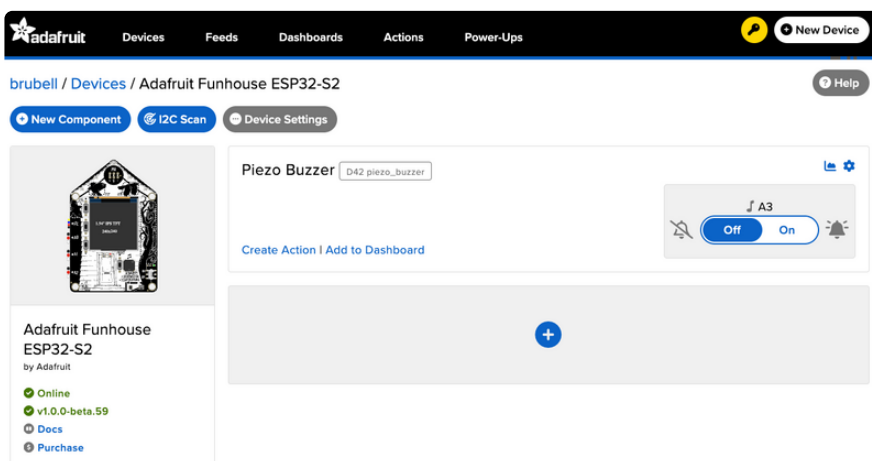 adafruit Devices Feeds Dashboards Actions Power-Ups New Device
brubell / Devices / Adafruit Funhouse ESP32-S2 Help
New Component I2C Scan Device Settings
Piezo Buzzer D42 piezo_buzzer
A3
Off On
Create Action | Add to Dashboard
Adafruit Funhouse
ESP32-S2
by Adafruit
Online
v1.0.0-beta.59
Docs
Purchase